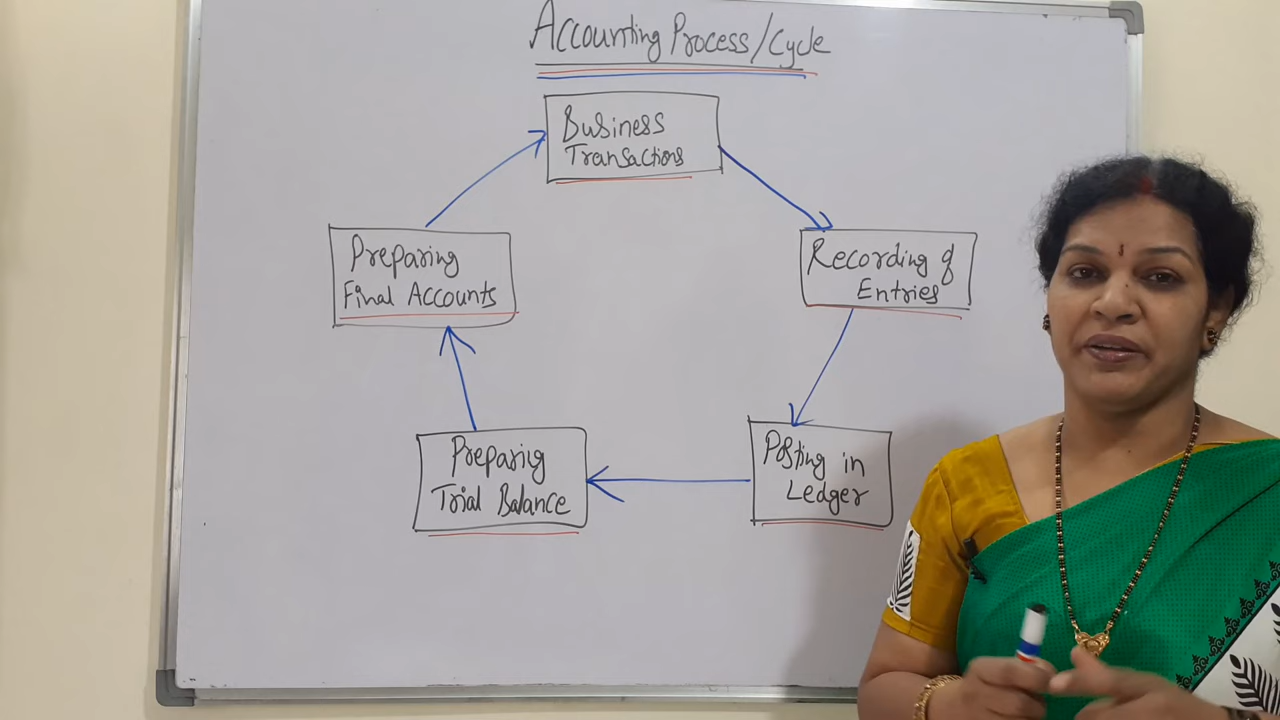 Accounting Process/Cycle
Business
Transactions
Recording of
Entries
Posting in
Ledger
Preparing
Trial Balance
Preparing
Final Accounts